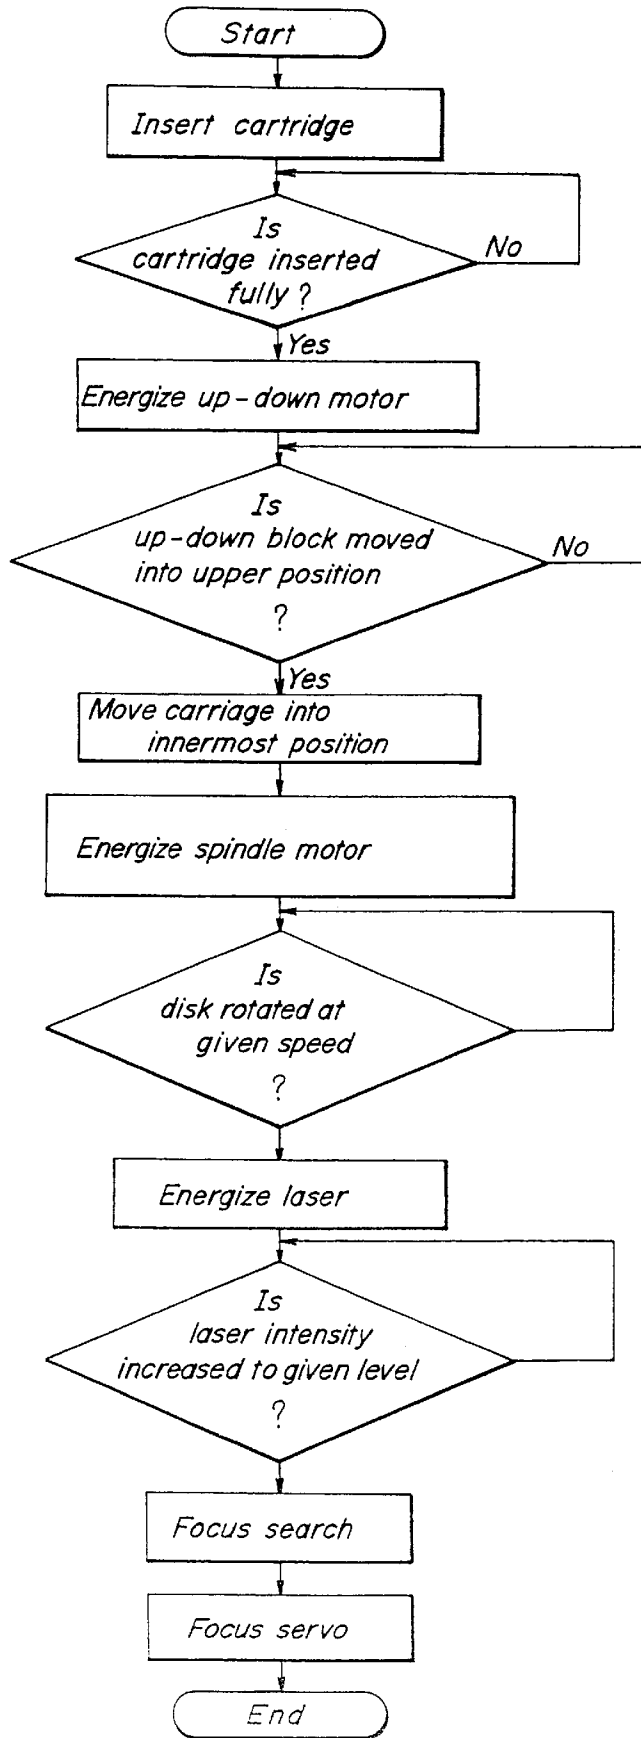 Start
Insert cartridge
Is
cartridge inserted
fully ?
No
Yes
Energize up-down motor
Is
up-down block moved
into upper position
?
No
Yes
Move carriage into
innermost position
Energize spindle motor
Is
disk rotated at
given speed
?
Energize laser
Is
laser intensity
increased to given level
?
Focus search
Focus servo
End